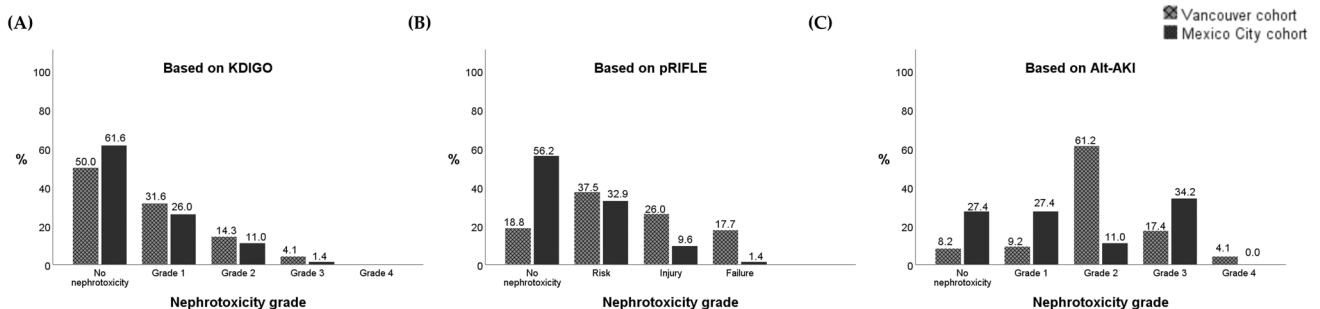 (A)
(B)
(C)
Vancouver cohort
Mexico City cohort
Based on KDIGO
100
80
60
40
20
0
%
50.0
61.6
31.6
26.0
14.3
11.0
4.1
1.4
No nephrotoxicity
Grade 1
Grade 2
Grade 3
Grade 4
Nephrotoxicity grade
Based on pRIFLE
100
80
60
40
20
0
%
18.8
56.2
37.5
32.9
26.0
9.6
17.7
1.4
No nephrotoxicity
Risk
Injury
Failure
Nephrotoxicity grade
Based on Alt-AKI
100
80
60
40
20
0
%
8.2
27.4
9.2
27.4
61.2
11.0
17.4
34.2
4.1
0.0
No nephrotoxicity
Grade 1
Grade 2
Grade 3
Grade 4
Nephrotoxicity grade